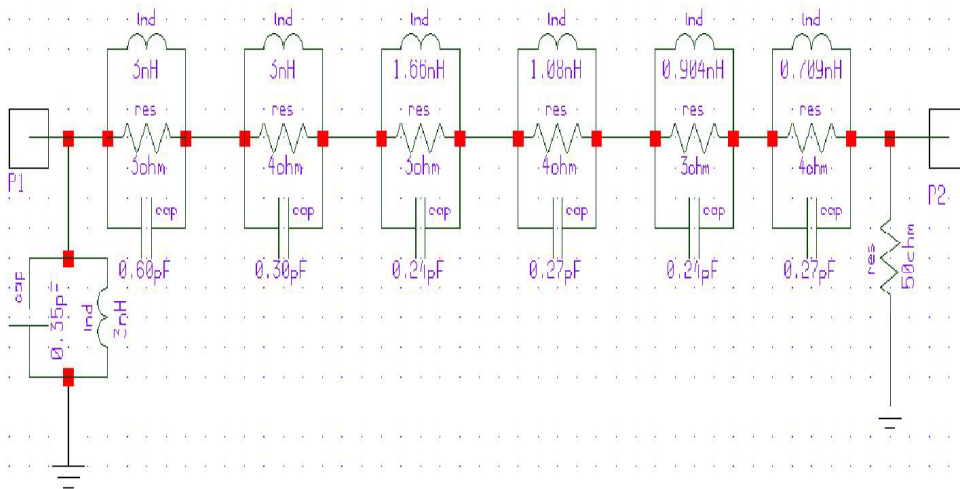 Ind Ind Ind Ind Ind Ind
3nH 3nH 1.66nH 1.08nH 0.904nH 0.709nH
res res res res res res
3ohm 4ohm 3ohm 4ohm 3ohm 4ohm
P1
P2
cap cap cap cap cap cap
0.60pF 0.30pF 0.24pF 0.27pF 0.24pF 0.27pF
cap
0.35pF
Ind
3nH
res
50ohm